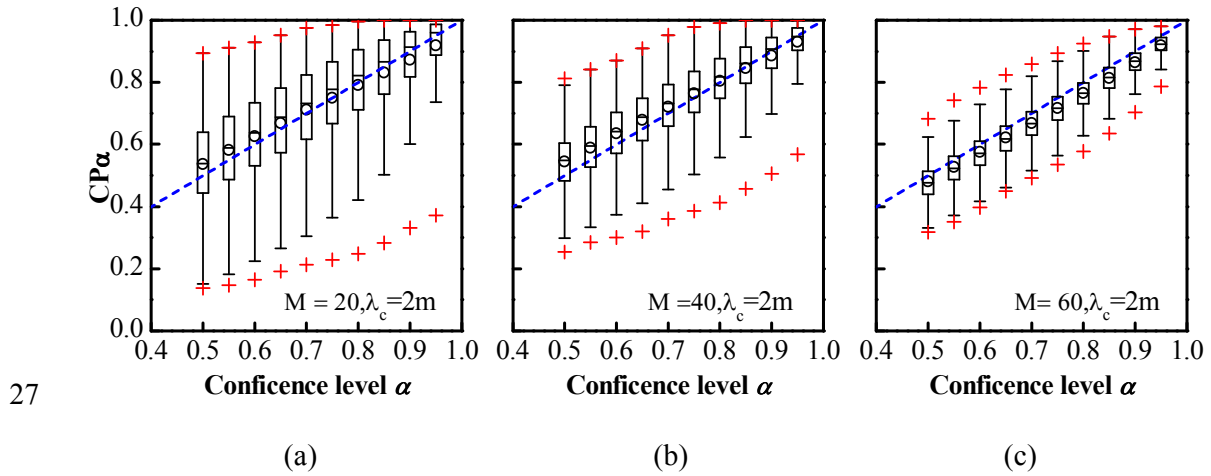 1.0
0.8
0.6
0.4
0.2
0.0
CPα
M = 20,λ_c=2m
M =40,λ_c=2m
M= 60,λ_c=2m
0.4 0.5 0.6 0.7 0.8 0.9 1.0
0.4 0.5 0.6 0.7 0.8 0.9 1.0
0.4 0.5 0.6 0.7 0.8 0.9 1.0
Conficence level α
Conficence level α
Conficence level α
27
(a) (b) (c)